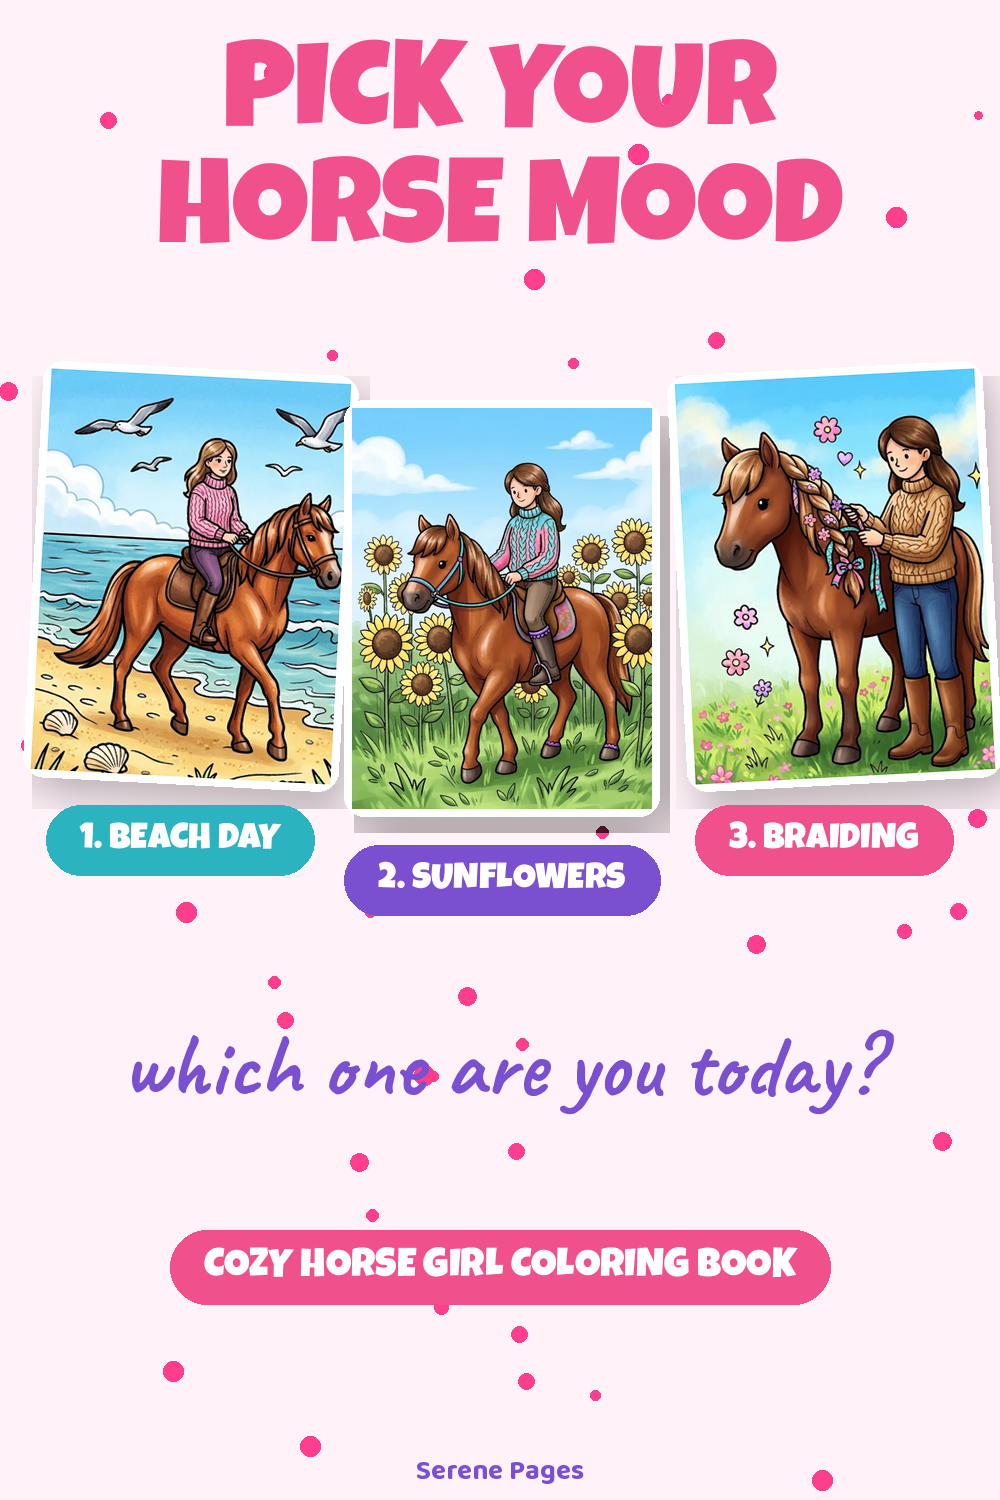 PICK YOUR
HORSE MOOD
1. BEACH DAY
2. SUNFLOWERS
3. BRAIDING
which one are you today?
COZY HORSE GIRL COLORING BOOK
Serene Pages